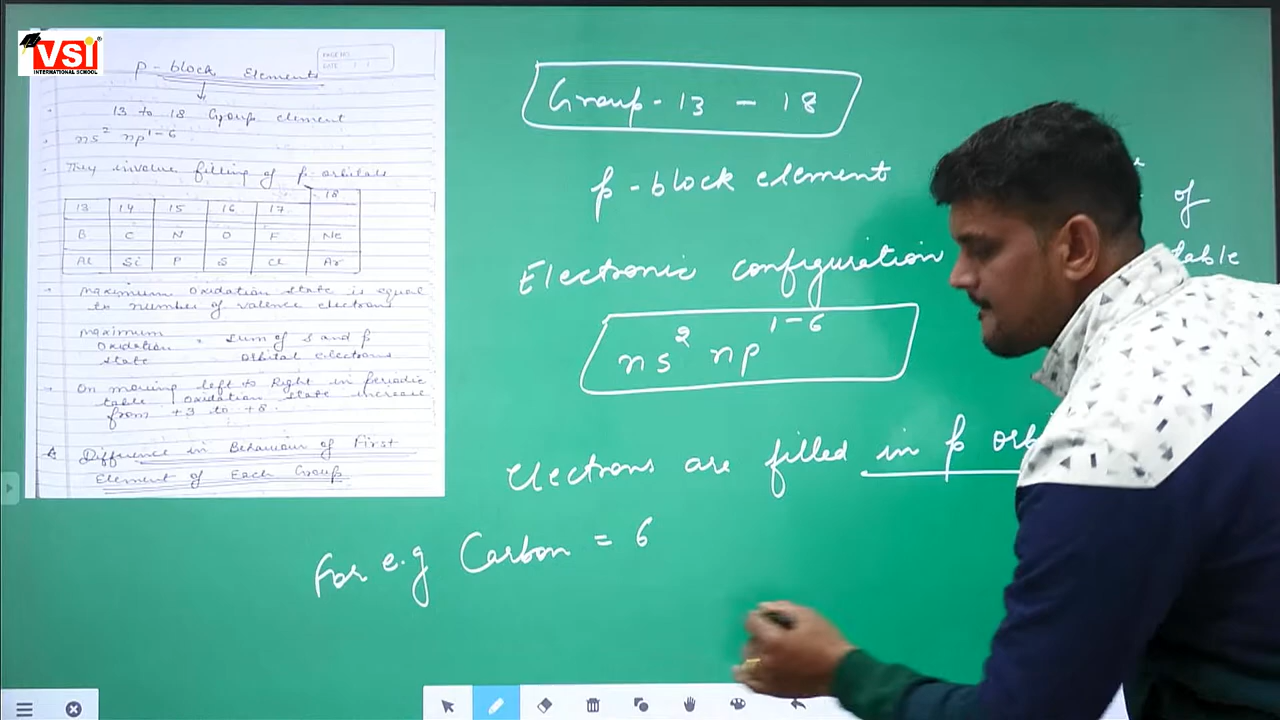 VSI
INTERNATIONAL SCHOOL
PAGE NO.
DATE
P-block Elements
13 to 18 Group element
ns² np¹⁻⁶
They involve filling of p-orbitals
13 14 15 16 17 18
B C N O F Ne
Al Si P S Cl Ar
Maximum oxidation state is equal
to number of valence electrons
Maximum
oxidation = sum of s and p
state orbital electrons
On moving left to Right in periodic
table, oxidation state increase
from +3 to +8.
Difference in Behaviour of First
Element of Each Group
Group - 13 - 18
p-block element
of
Electronic configuration
table
ns² np¹⁻⁶
Electrons are filled in p
For e.g Carbon = 6